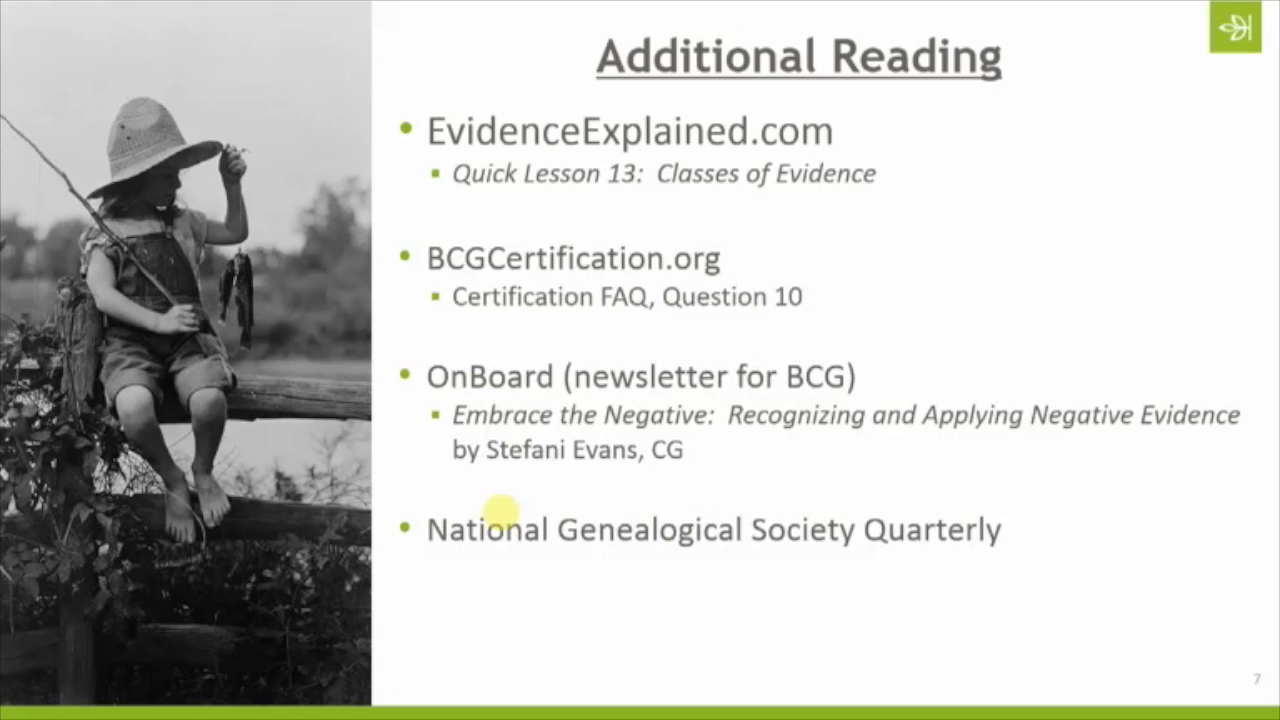 Additional Reading
• EvidenceExplained.com
▪ Quick Lesson 13: Classes of Evidence
• BCGCertification.org
▪ Certification FAQ, Question 10
• OnBoard (newsletter for BCG)
▪ Embrace the Negative: Recognizing and Applying Negative Evidence
by Stefani Evans, CG
• National Genealogical Society Quarterly
7